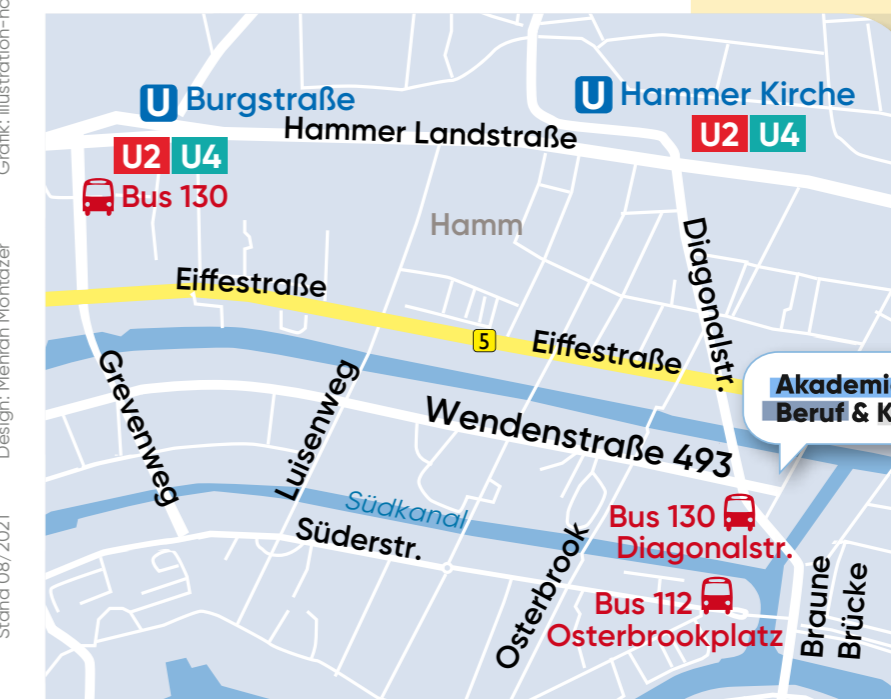 Grafik: illustration-
Design: Mehran Montazer
Stand 08/2021
U Burgstraße
U2 U4
Bus 130
U Hammer Kirche
U2 U4
Hammer Landstraße
Hamm
Diagonalstr.
Eiffestraße
5
Eiffestraße
Grevenweg
Luisenweg
Wendenstraße 493
Beruf & K
Südkanal
Süderstr.
Osterbrook
Bus 130
Diagonalstr.
Bus 112
Osterbrookplatz
Braune
Brücke